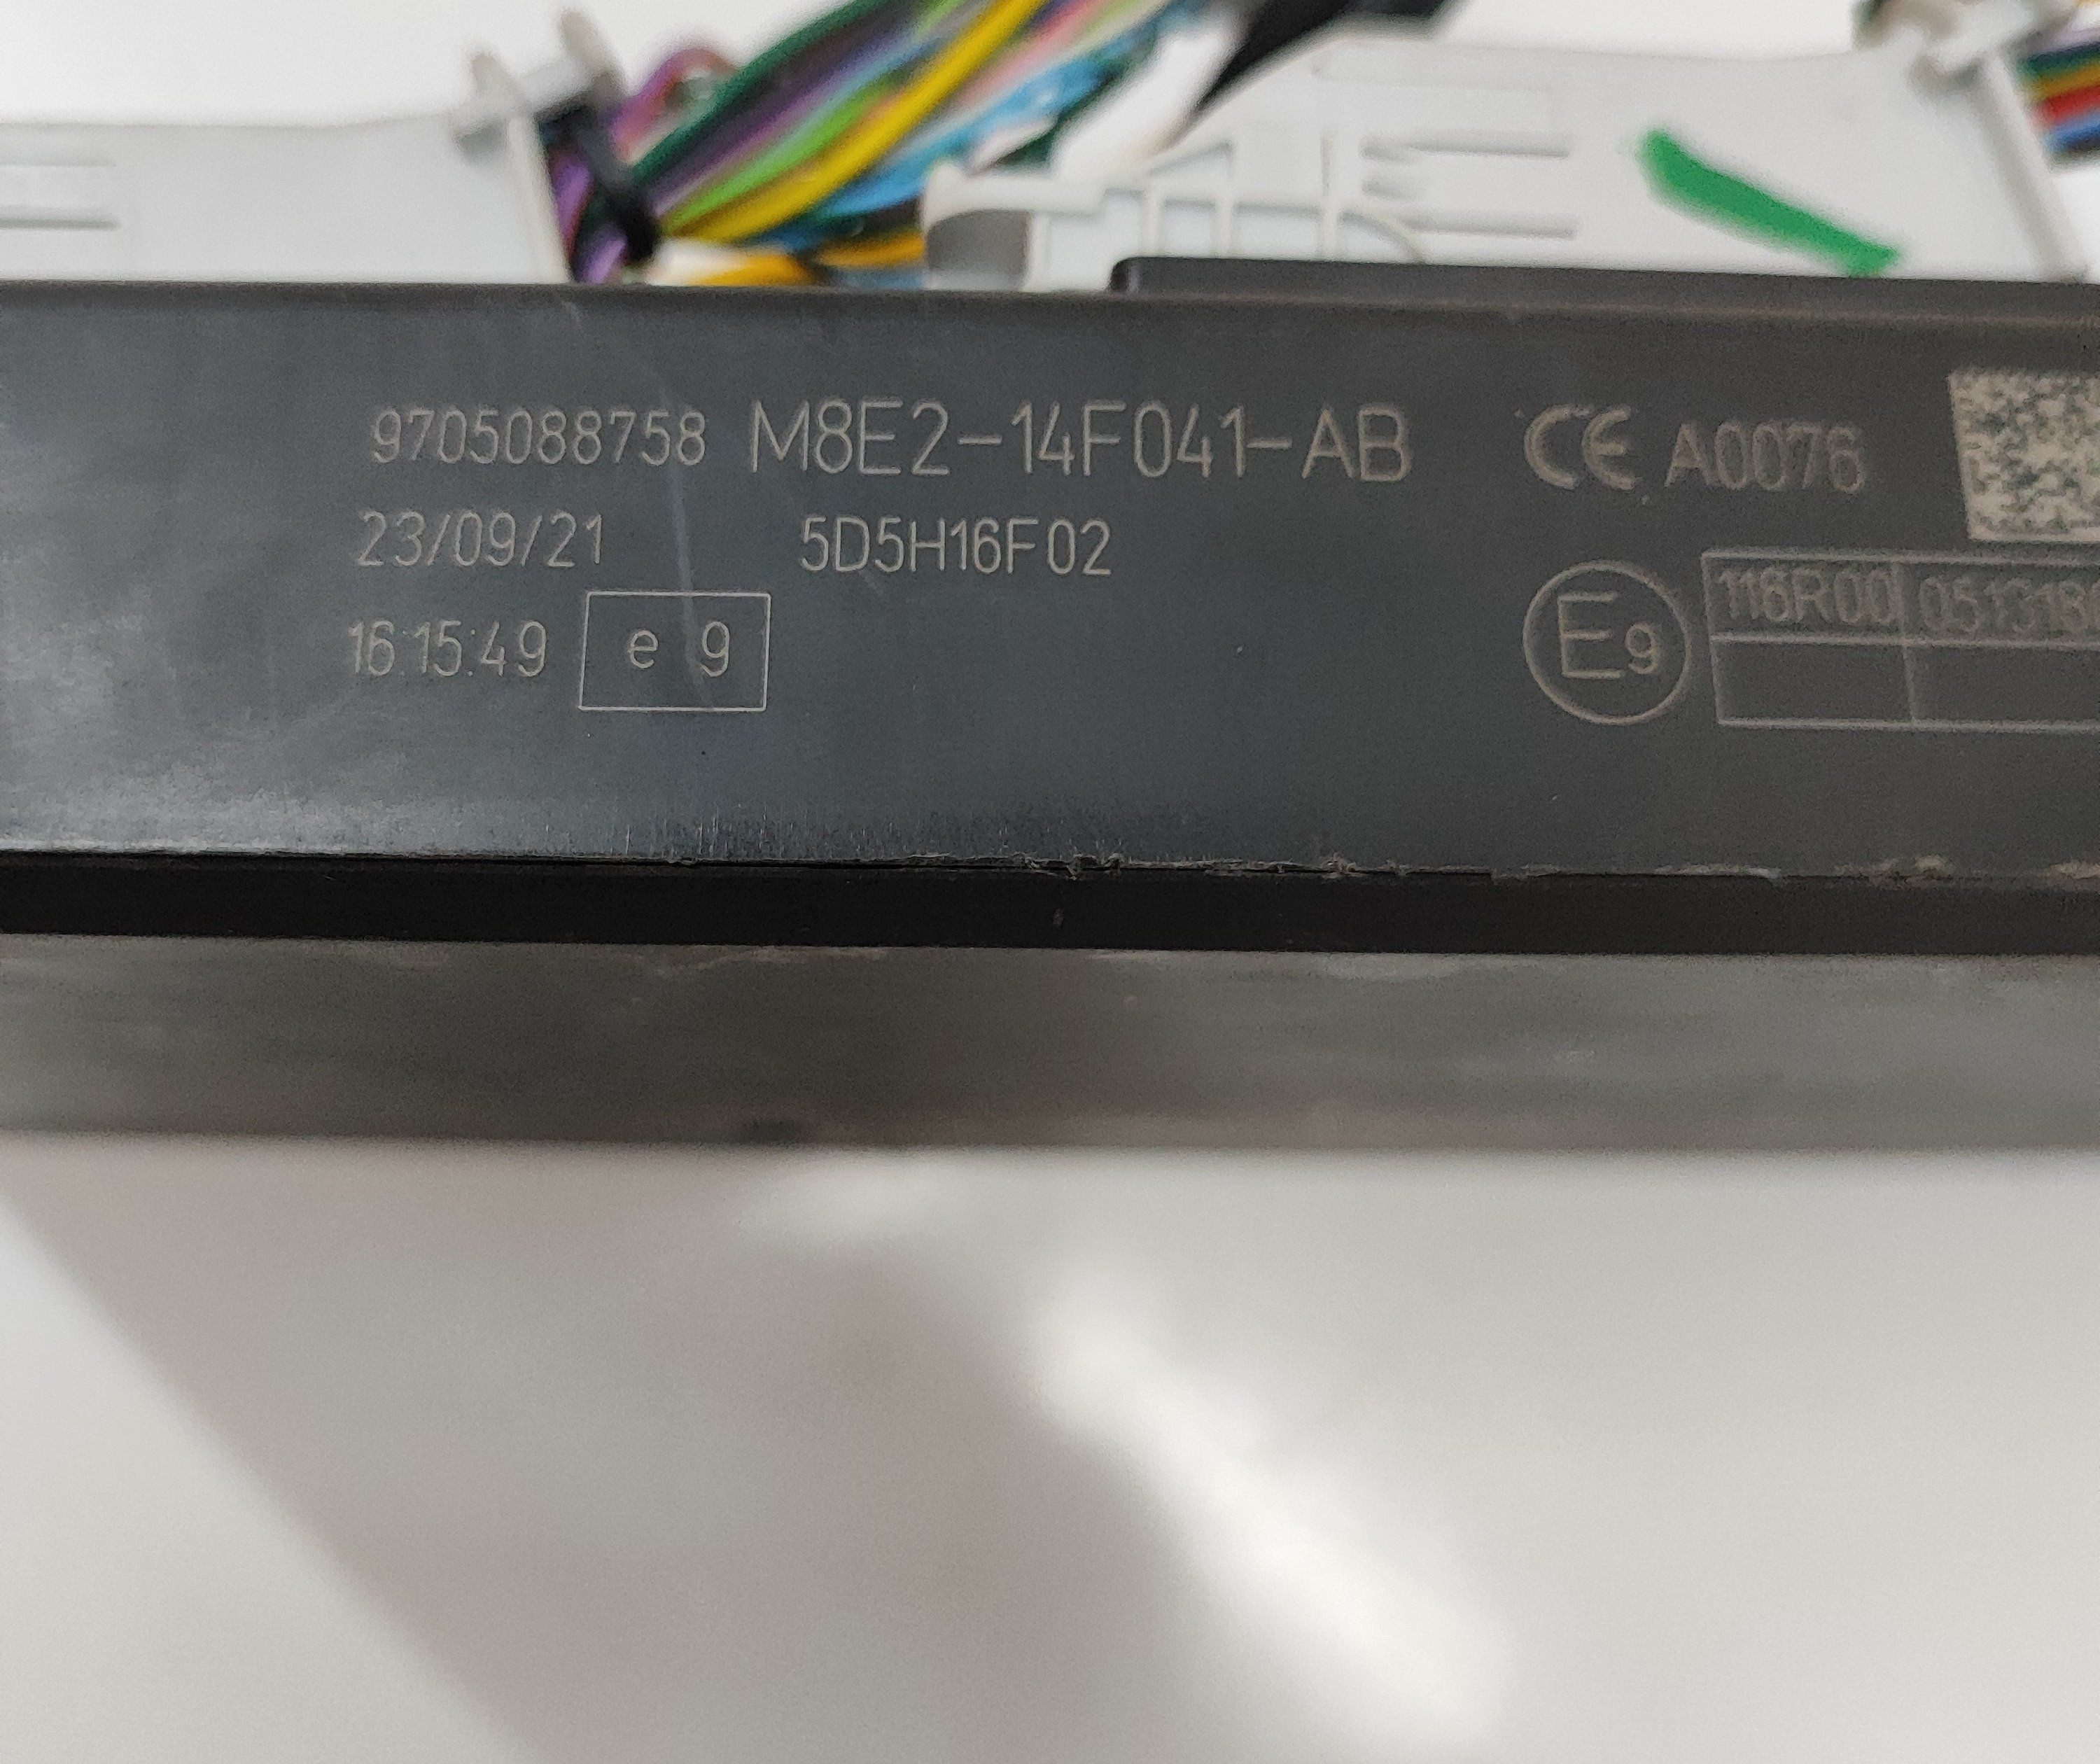 9705088758 M8E2-14F041-AB CE A0076
23/09/21 5D5H16F02
16:15:49 e 9
E9 116R00